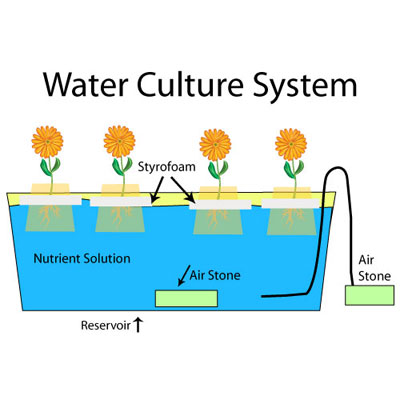 Water Culture System
Styrofoam
Nutrient Solution
Air Stone
Air
Stone
Reservoir